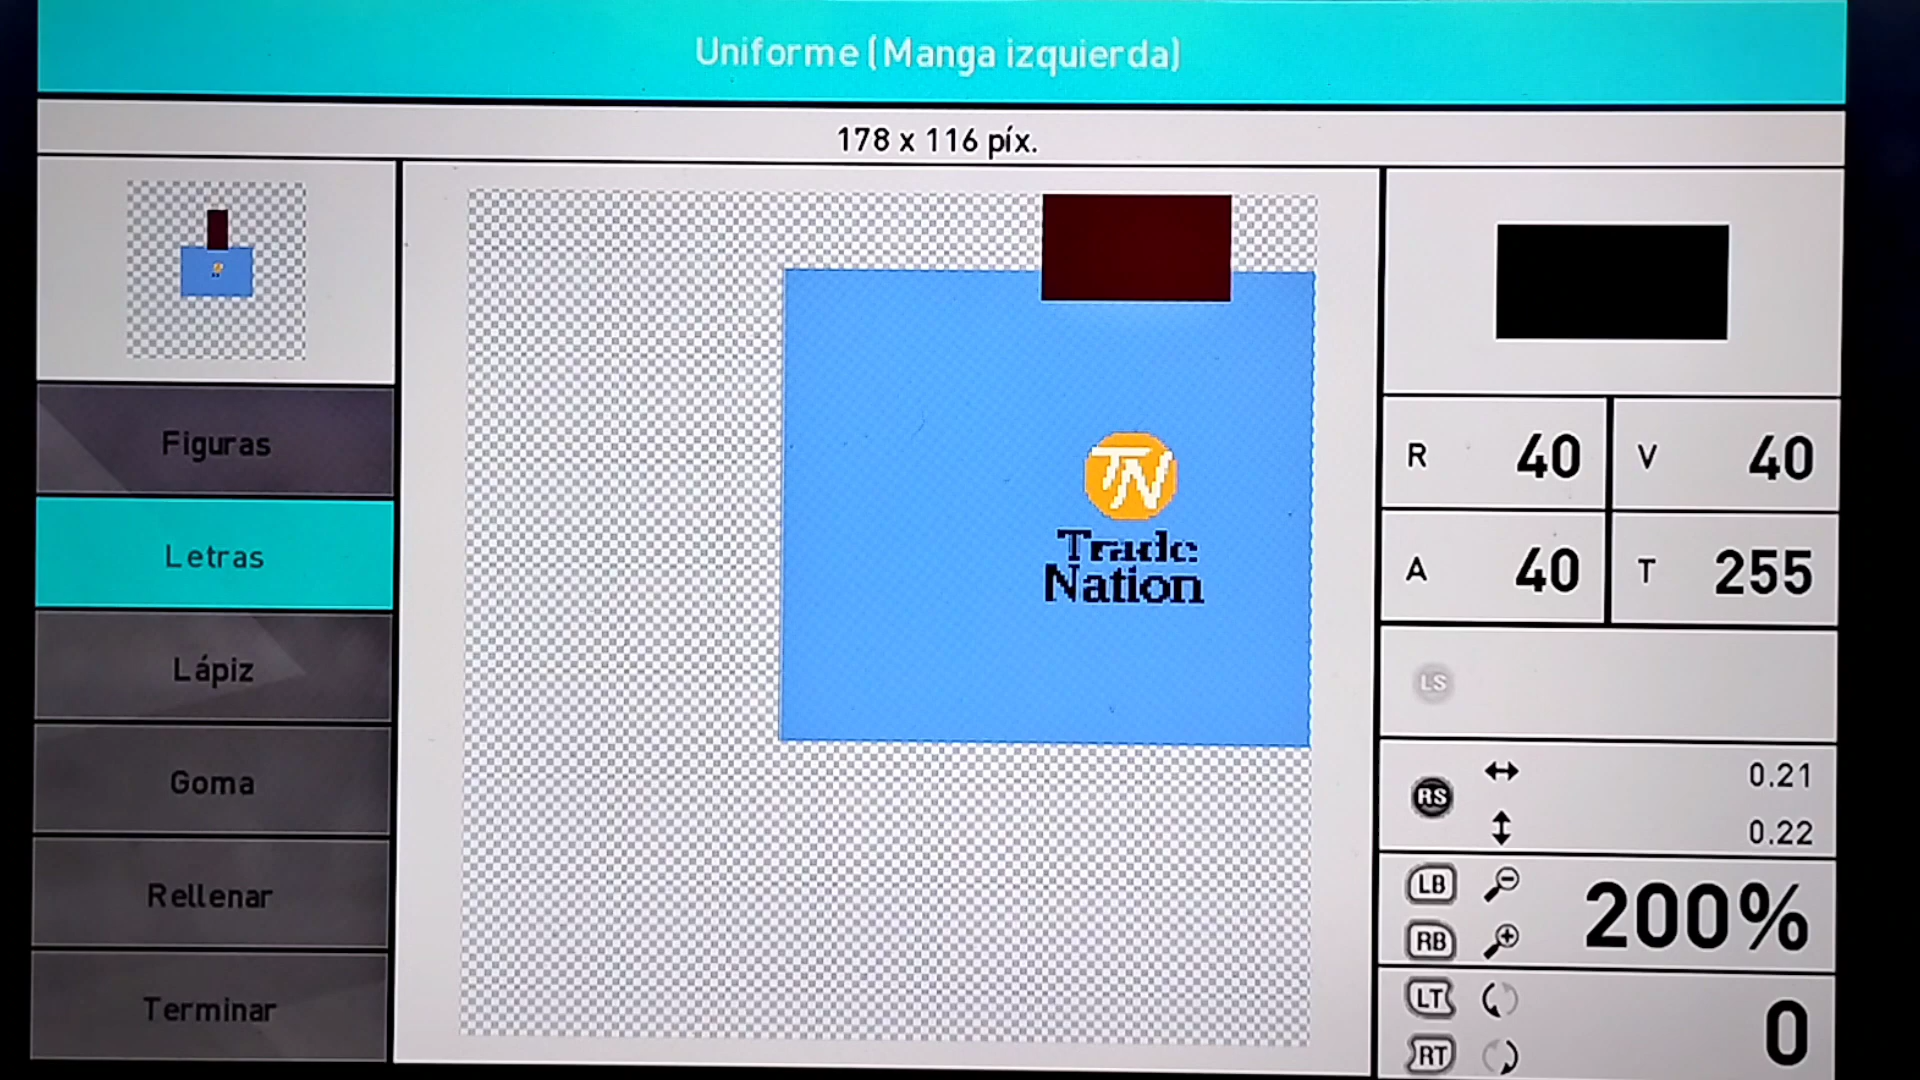 Uniforme (Manga izquierda)
178 x 116 píx.
Figuras
Letras
Lápiz
Goma
Rellenar
Terminar
TN
Trade
Nation
R 40
V 40
A 40
T 255
LS
RS
0.21
0.22
LB
RB
200%
LT
RT
0